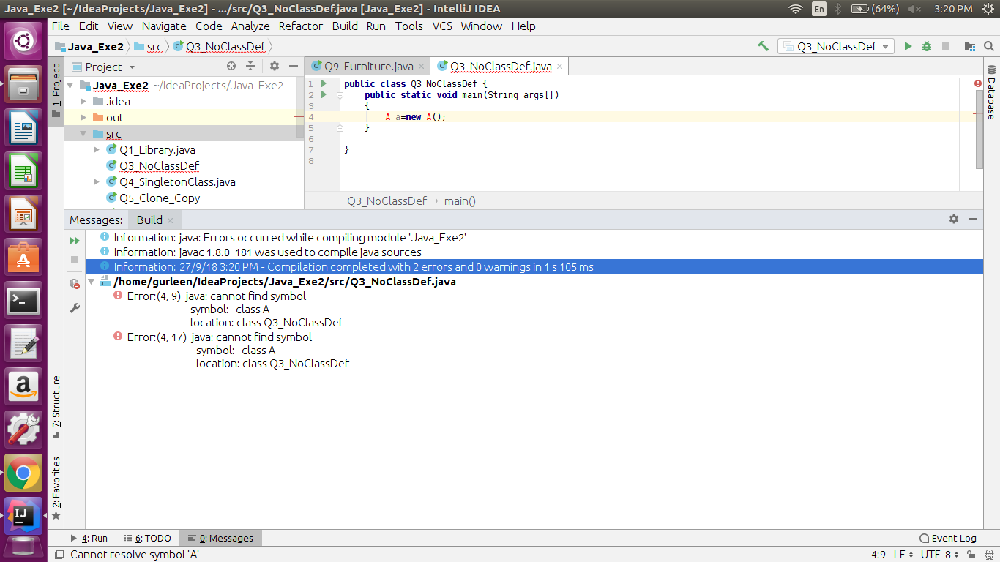 Java_Exe2 [~/IdeaProjects/Java_Exe2] - .../src/Q3_NoClassDef.java [Java_Exe2] - IntelliJ IDEA En (64%) 3:20 PM
File Edit View Navigate Code Analyze Refactor Build Run Tools VCS Window Help
Java_Exe2 src Q3_NoClassDef Q3_NoClassDef
1: Project
Project
Java_Exe2 ~/IdeaProjects/Java_Exe2
.idea
out
src
Q1_Library.java
Q3_NoClassDef
Q4_SingletonClass.java
Q5_Clone_Copy
Q9_Furniture.java Q3_NoClassDef.java
1 public class Q3_NoClassDef {
2 public static void main(String args[])
3 {
4 A a=new A();
5 }
6
7 }
8
Q3_NoClassDef › main()
Database
Messages: Build
Information: java: Errors occurred while compiling module 'Java_Exe2'
Information: javac 1.8.0_181 was used to compile java sources
Information: 27/9/18 3:20 PM - Compilation completed with 2 errors and 0 warnings in 1 s 105 ms
/home/gurleen/IdeaProjects/Java_Exe2/src/Q3_NoClassDef.java
Error:(4, 9) java: cannot find symbol
symbol: class A
location: class Q3_NoClassDef
Error:(4, 17) java: cannot find symbol
symbol: class A
location: class Q3_NoClassDef
7: Structure
2: Favorites
4: Run 6: TODO 0: Messages Event Log
Cannot resolve symbol 'A' 4:9 LF UTF-8